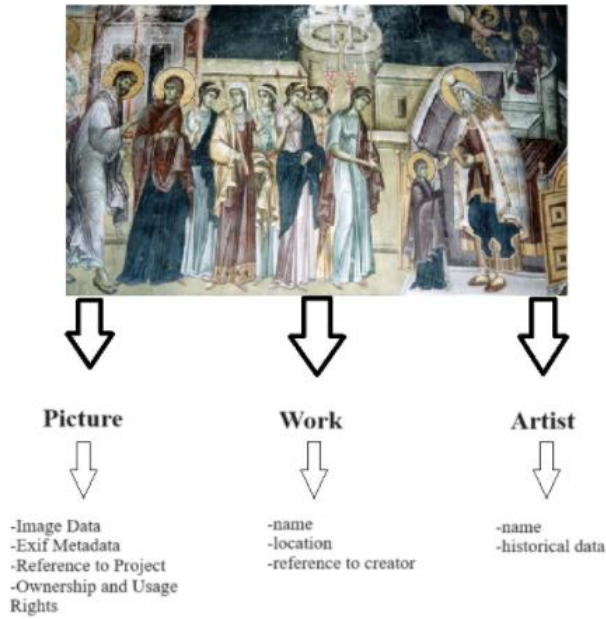 Picture
Work
Artist
-Image Data
-Exif Metadata
-Reference to Project
-Ownership and Usage
Rights
-name
-location
-reference to creator
-name
-historical data